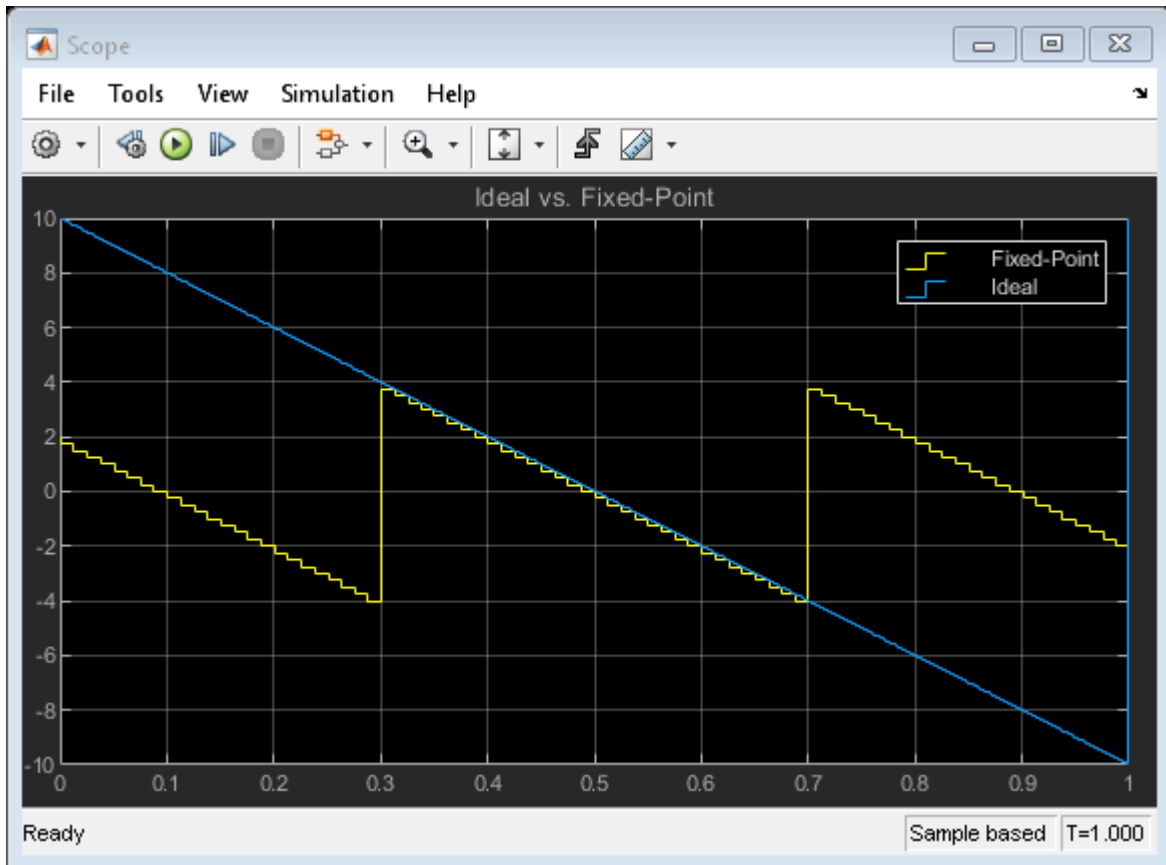 Scope
File Tools View Simulation Help
Ideal vs. Fixed-Point
10
8
6
4
2
0
-2
-4
-6
-8
-10
Fixed-Point
Ideal
0 0.1 0.2 0.3 0.4 0.5 0.6 0.7 0.8 0.9 1
Ready Sample based T=1.000